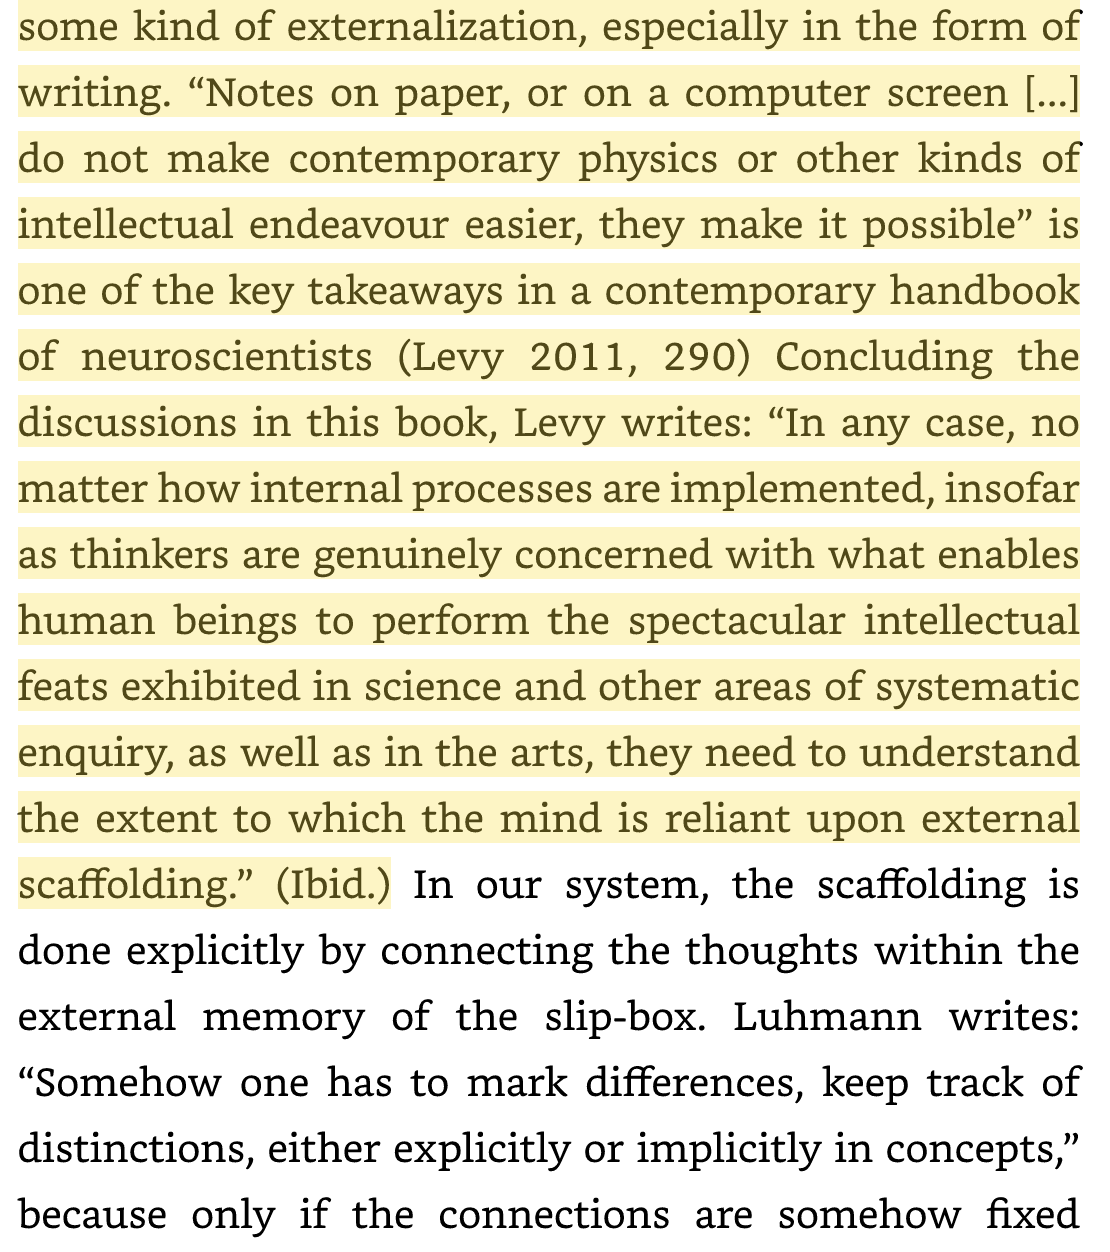 some kind of externalization, especially in the form of
writing. “Notes on paper, or on a computer screen [...]
do not make contemporary physics or other kinds of
intellectual endeavour easier, they make it possible” is
one of the key takeaways in a contemporary handbook
of neuroscientists (Levy 2011, 290) Concluding the
discussions in this book, Levy writes: “In any case, no
matter how internal processes are implemented, insofar
as thinkers are genuinely concerned with what enables
human beings to perform the spectacular intellectual
feats exhibited in science and other areas of systematic
enquiry, as well as in the arts, they need to understand
the extent to which the mind is reliant upon external
scaffolding.” (Ibid.) In our system, the scaffolding is
done explicitly by connecting the thoughts within the
external memory of the slip-box. Luhmann writes:
“Somehow one has to mark differences, keep track of
distinctions, either explicitly or implicitly in concepts,”
because only if the connections are somehow fixed